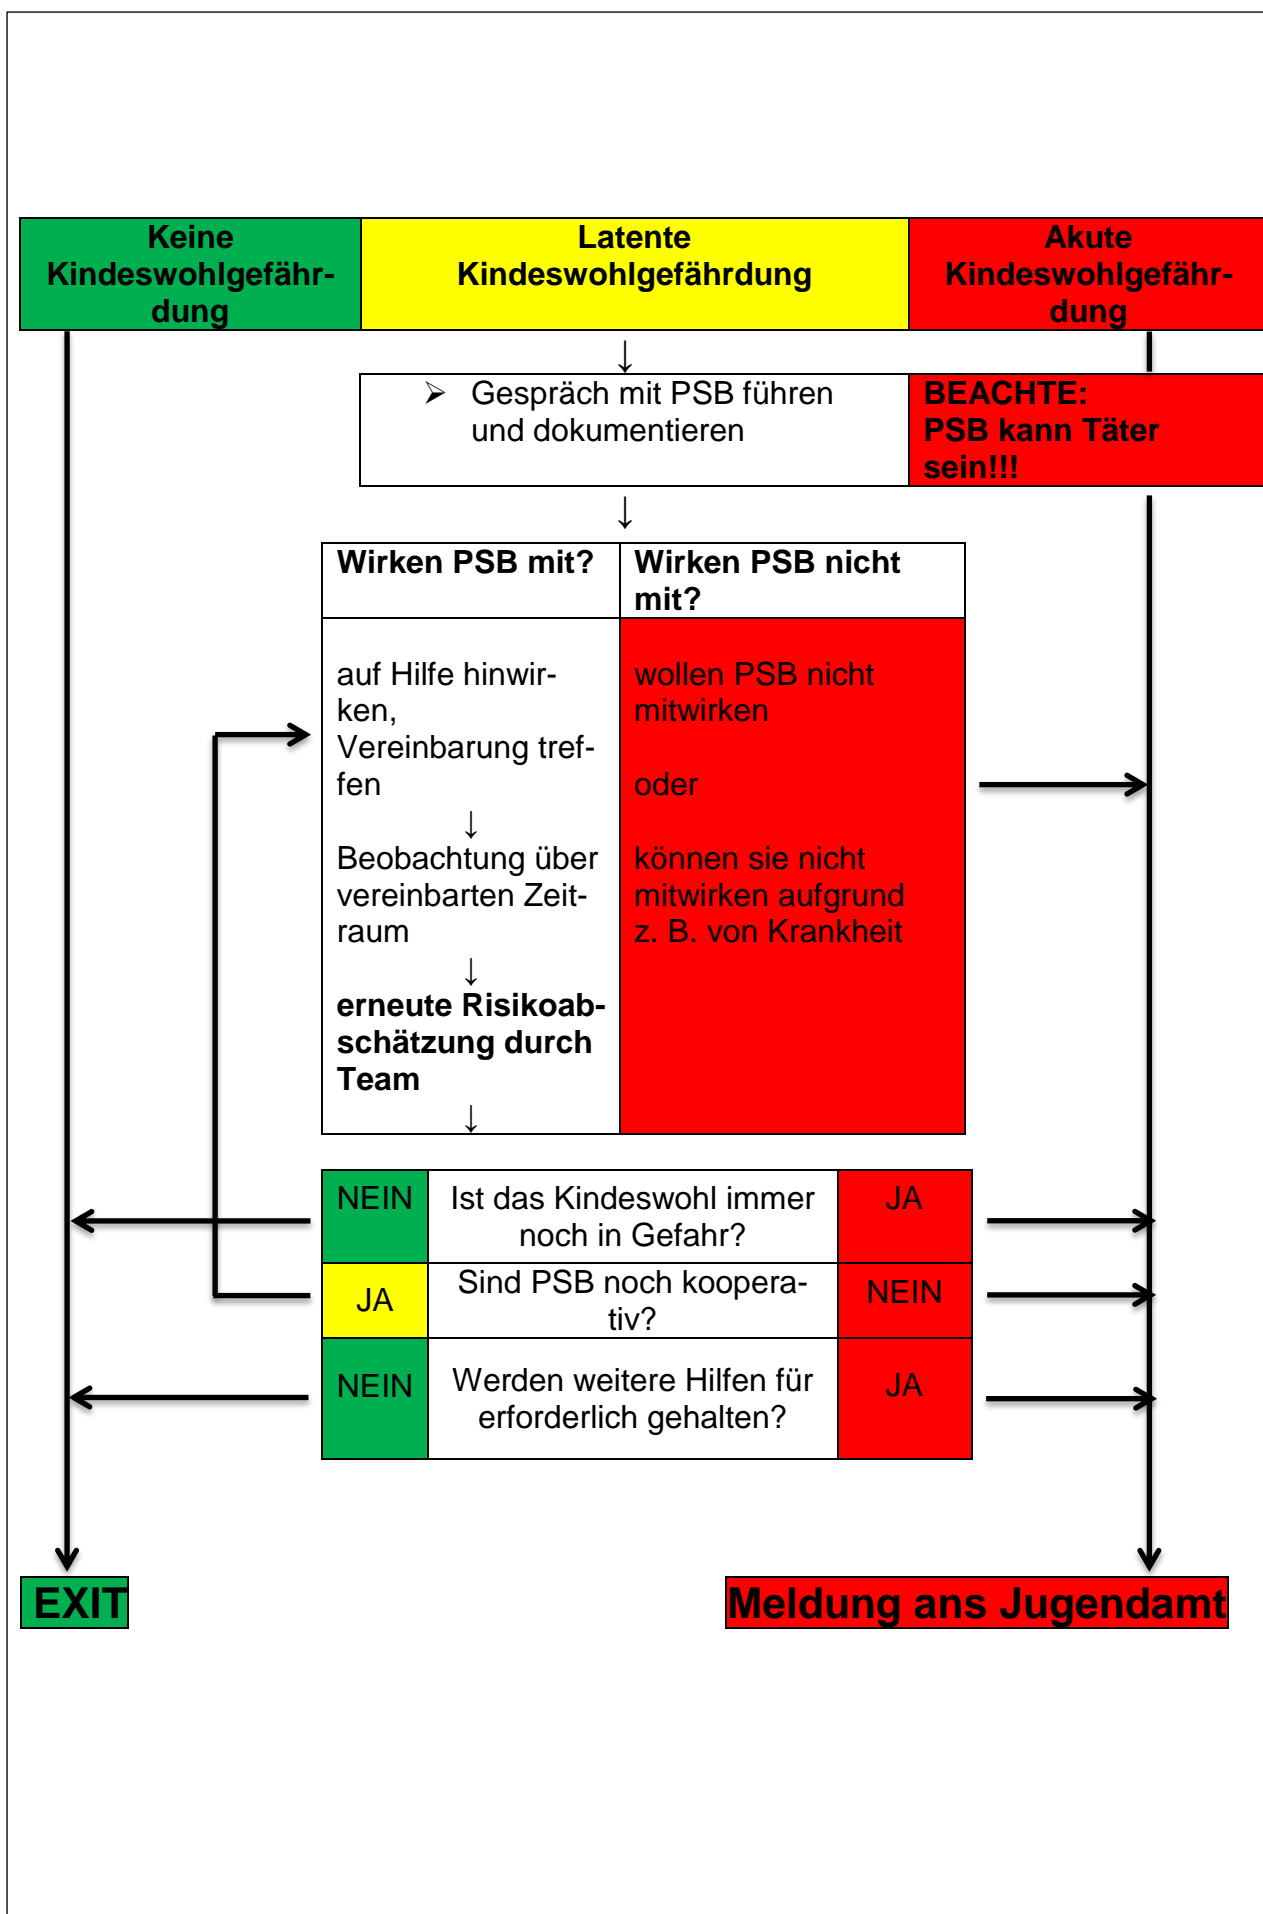 Keine
Kindeswohlgefähr-
dung
Latente
Kindeswohlgefährdung
Akute
Kindeswohlgefähr-
dung
↓
➢ Gespräch mit PSB führen
und dokumentieren
BEACHTE:
PSB kann Täter
sein!!!
↓
Wirken PSB mit?
Wirken PSB nicht
mit?
auf Hilfe hinwir-
ken,
Vereinbarung tref-
fen
↓
Beobachtung über
vereinbarten Zeit-
raum
↓
erneute Risikoab-
schätzung durch
Team
↓
wollen PSB nicht
mitwirken
oder
können sie nicht
mitwirken aufgrund
z. B. von Krankheit
NEIN
Ist das Kindeswohl immer
noch in Gefahr?
JA
JA
Sind PSB noch koopera-
tiv?
NEIN
NEIN
Werden weitere Hilfen für
erforderlich gehalten?
JA
EXIT
Meldung ans Jugendamt